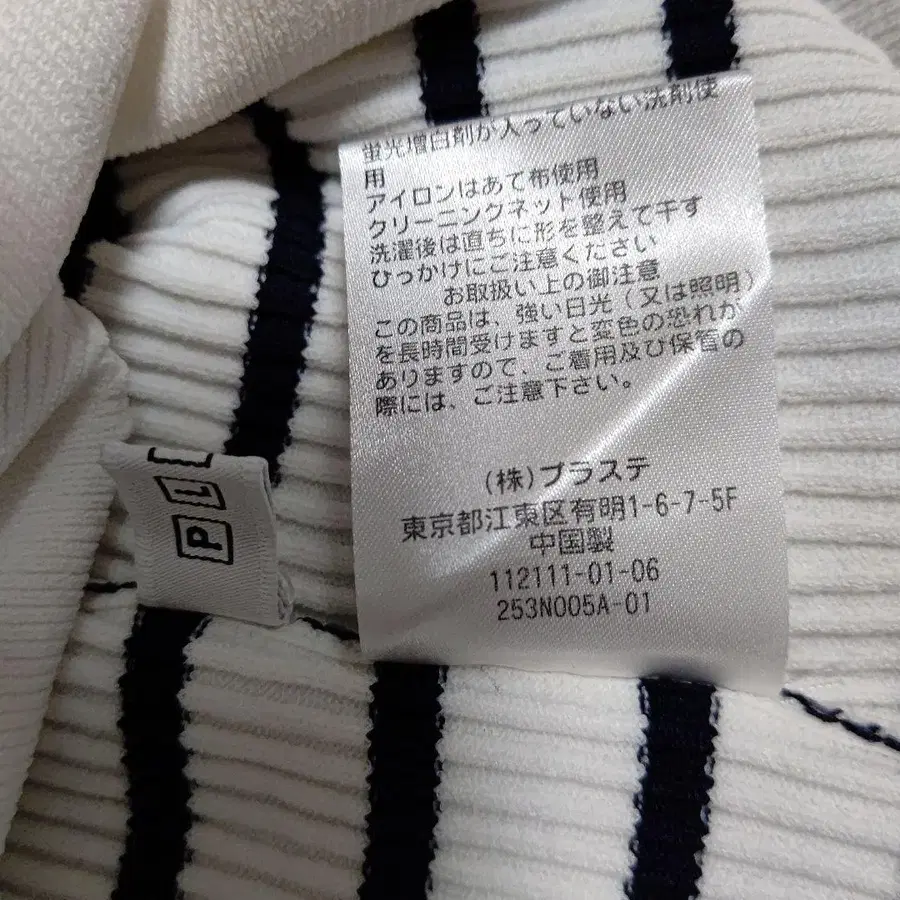 蛍光増白剤が入っていない洗剤使
用
アイロンはあて布使用
クリーニングネット使用
洗濯後は直ちに形を整えて干す
ひっかけにご注意ください
お取扱い上の御注意
この商品は、強い日光(又は照明)
を長時間受けますと変色の恐れが
ありますので、ご着用及び保管の
際には、ご注意下さい。
(株)プラステ
東京都江東区有明1-6-7-5F
中国製
112111-01-06
253N005A-01
PL